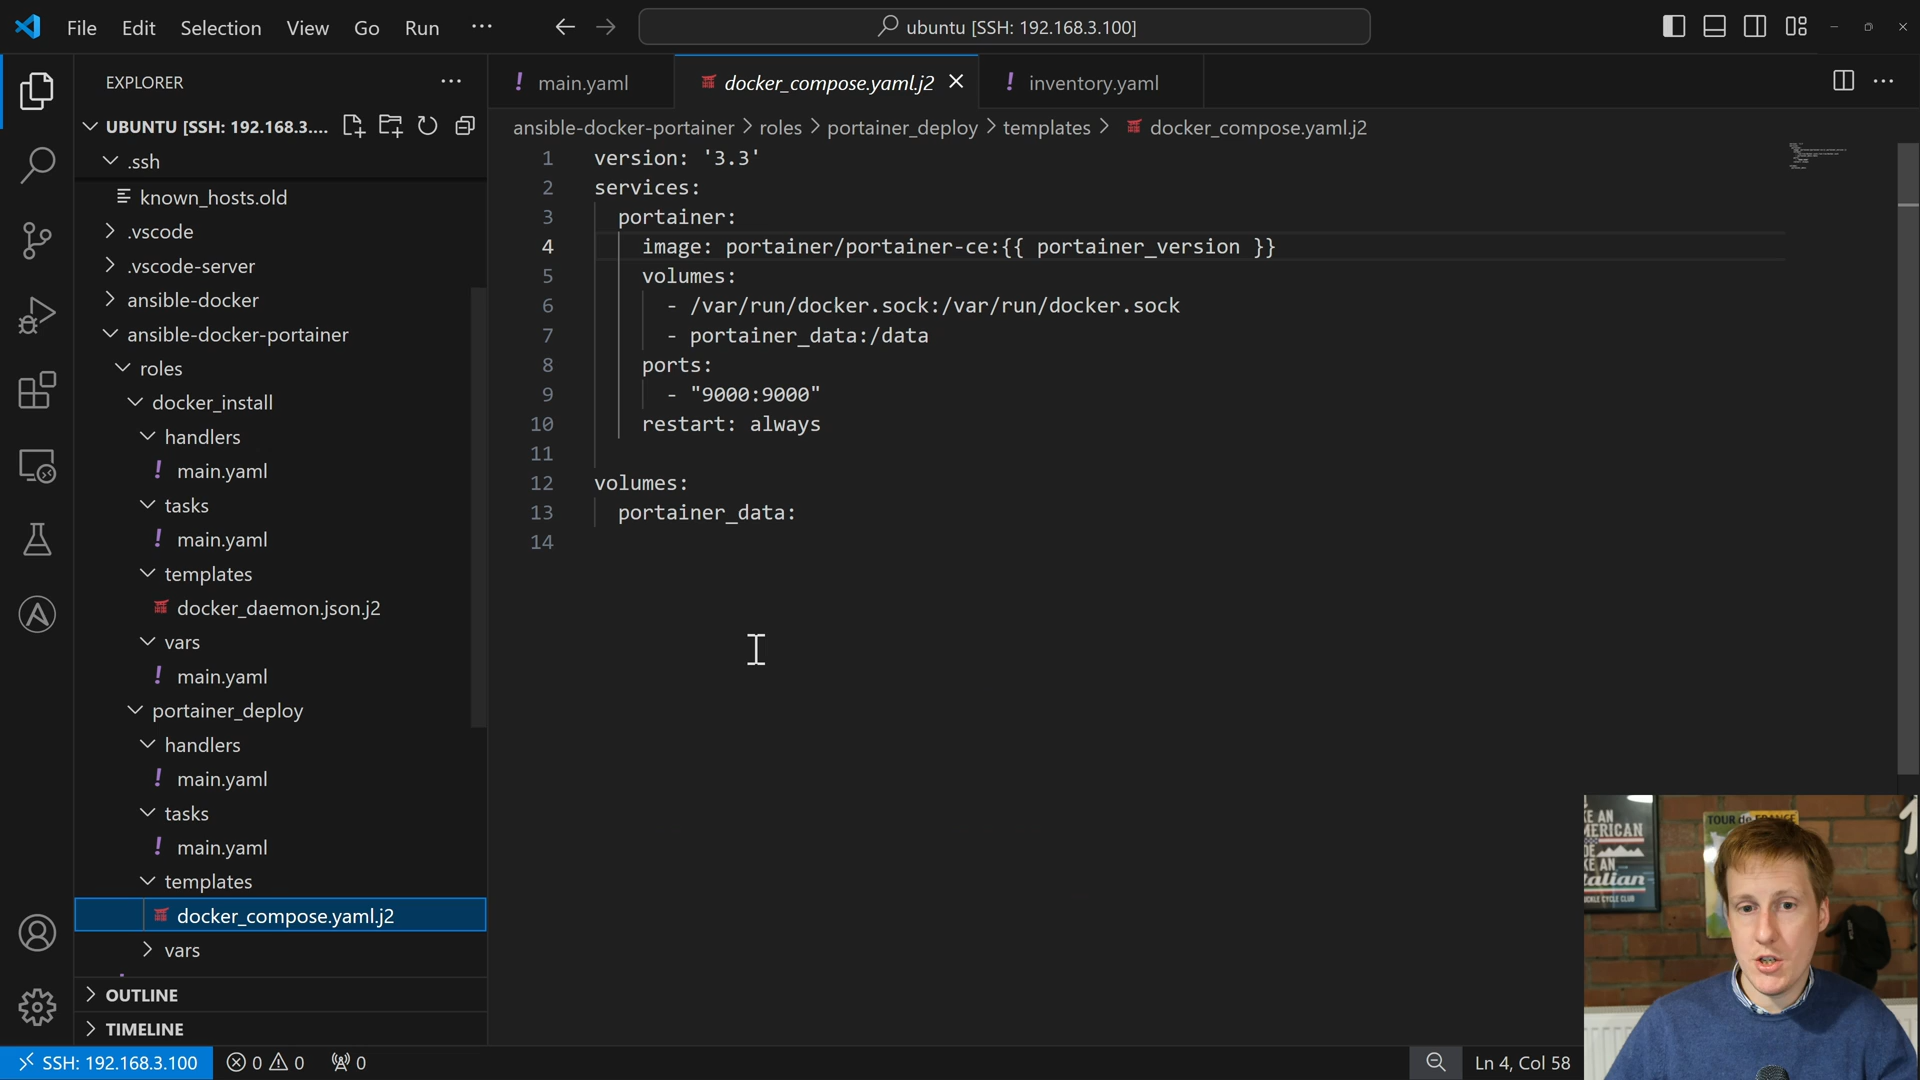 File Edit Selection View Go Run ···
ubuntu [SSH: 192.168.3.100]
EXPLORER
UBUNTU [SSH: 192.168.3....
.ssh
known_hosts.old
.vscode
.vscode-server
ansible-docker
ansible-docker-portainer
roles
docker_install
handlers
! main.yaml
tasks
! main.yaml
templates
docker_daemon.json.j2
vars
! main.yaml
portainer_deploy
handlers
! main.yaml
tasks
! main.yaml
templates
docker_compose.yaml.j2
vars
OUTLINE
TIMELINE
! main.yaml
docker_compose.yaml.j2
! inventory.yaml
ansible-docker-portainer > roles > portainer_deploy > templates > docker_compose.yaml.j2
1 version: '3.3'
2 services:
3 portainer:
4 image: portainer/portainer-ce:{{ portainer_version }}
5 volumes:
6 - /var/run/docker.sock:/var/run/docker.sock
7 - portainer_data:/data
8 ports:
9 - "9000:9000"
10 restart: always
11
12 volumes:
13 portainer_data:
14
TOUR de FRANCE
SSH: 192.168.3.100
0 0 0
Ln 4, Col 58